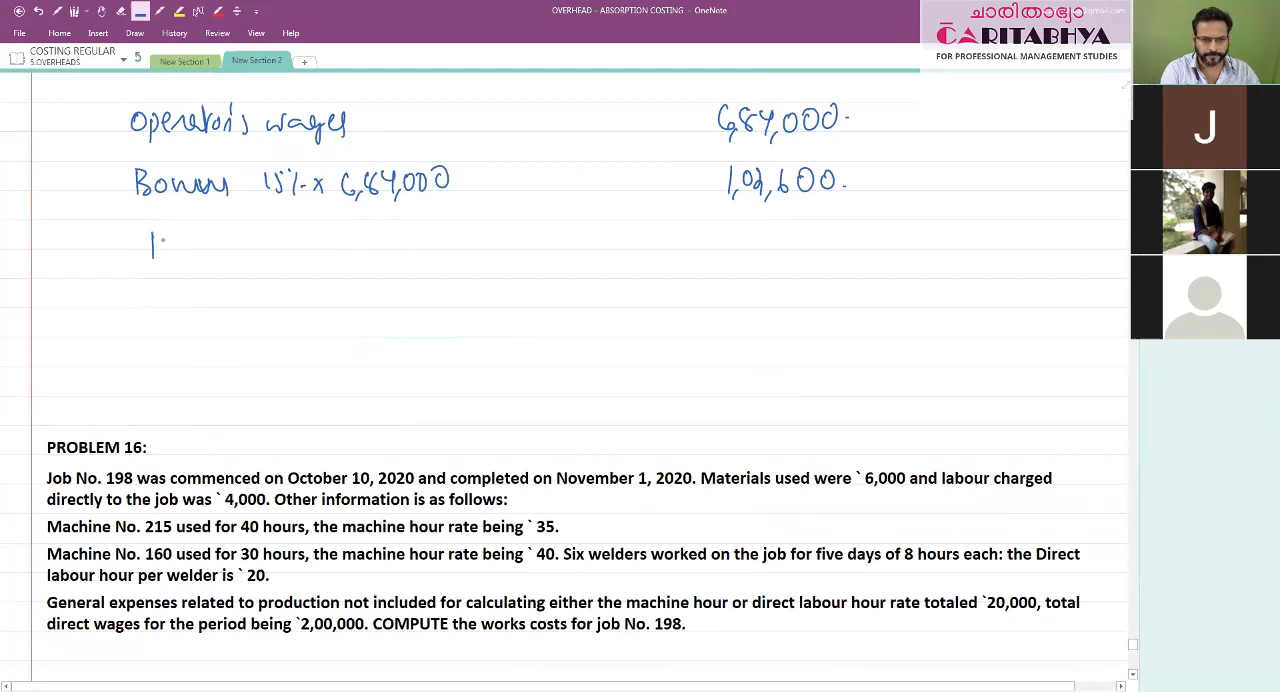 OVERHEAD – ABSORPTION COSTING - OneNote
File Home Insert Draw History Review View Help
ചാരിതാഭ്യാ
CARITABHYA
FOR PROFESSIONAL MANAGEMENT STUDIES
@gmail.com
COSTING REGULAR
5.OVERHEADS
5
New Section 1
New Section 2
+
Operator's wages 6,84,000.
Bonus 15% x 6,84,000 1,02,600.
PROBLEM 16:
Job No. 198 was commenced on October 10, 2020 and completed on November 1, 2020. Materials used were ` 6,000 and labour charged
directly to the job was ` 4,000. Other information is as follows:
Machine No. 215 used for 40 hours, the machine hour rate being ` 35.
Machine No. 160 used for 30 hours, the machine hour rate being ` 40. Six welders worked on the job for five days of 8 hours each: the Direct
labour hour per welder is ` 20.
General expenses related to production not included for calculating either the machine hour or direct labour hour rate totaled `20,000, total
direct wages for the period being `2,00,000. COMPUTE the works costs for job No. 198.
J